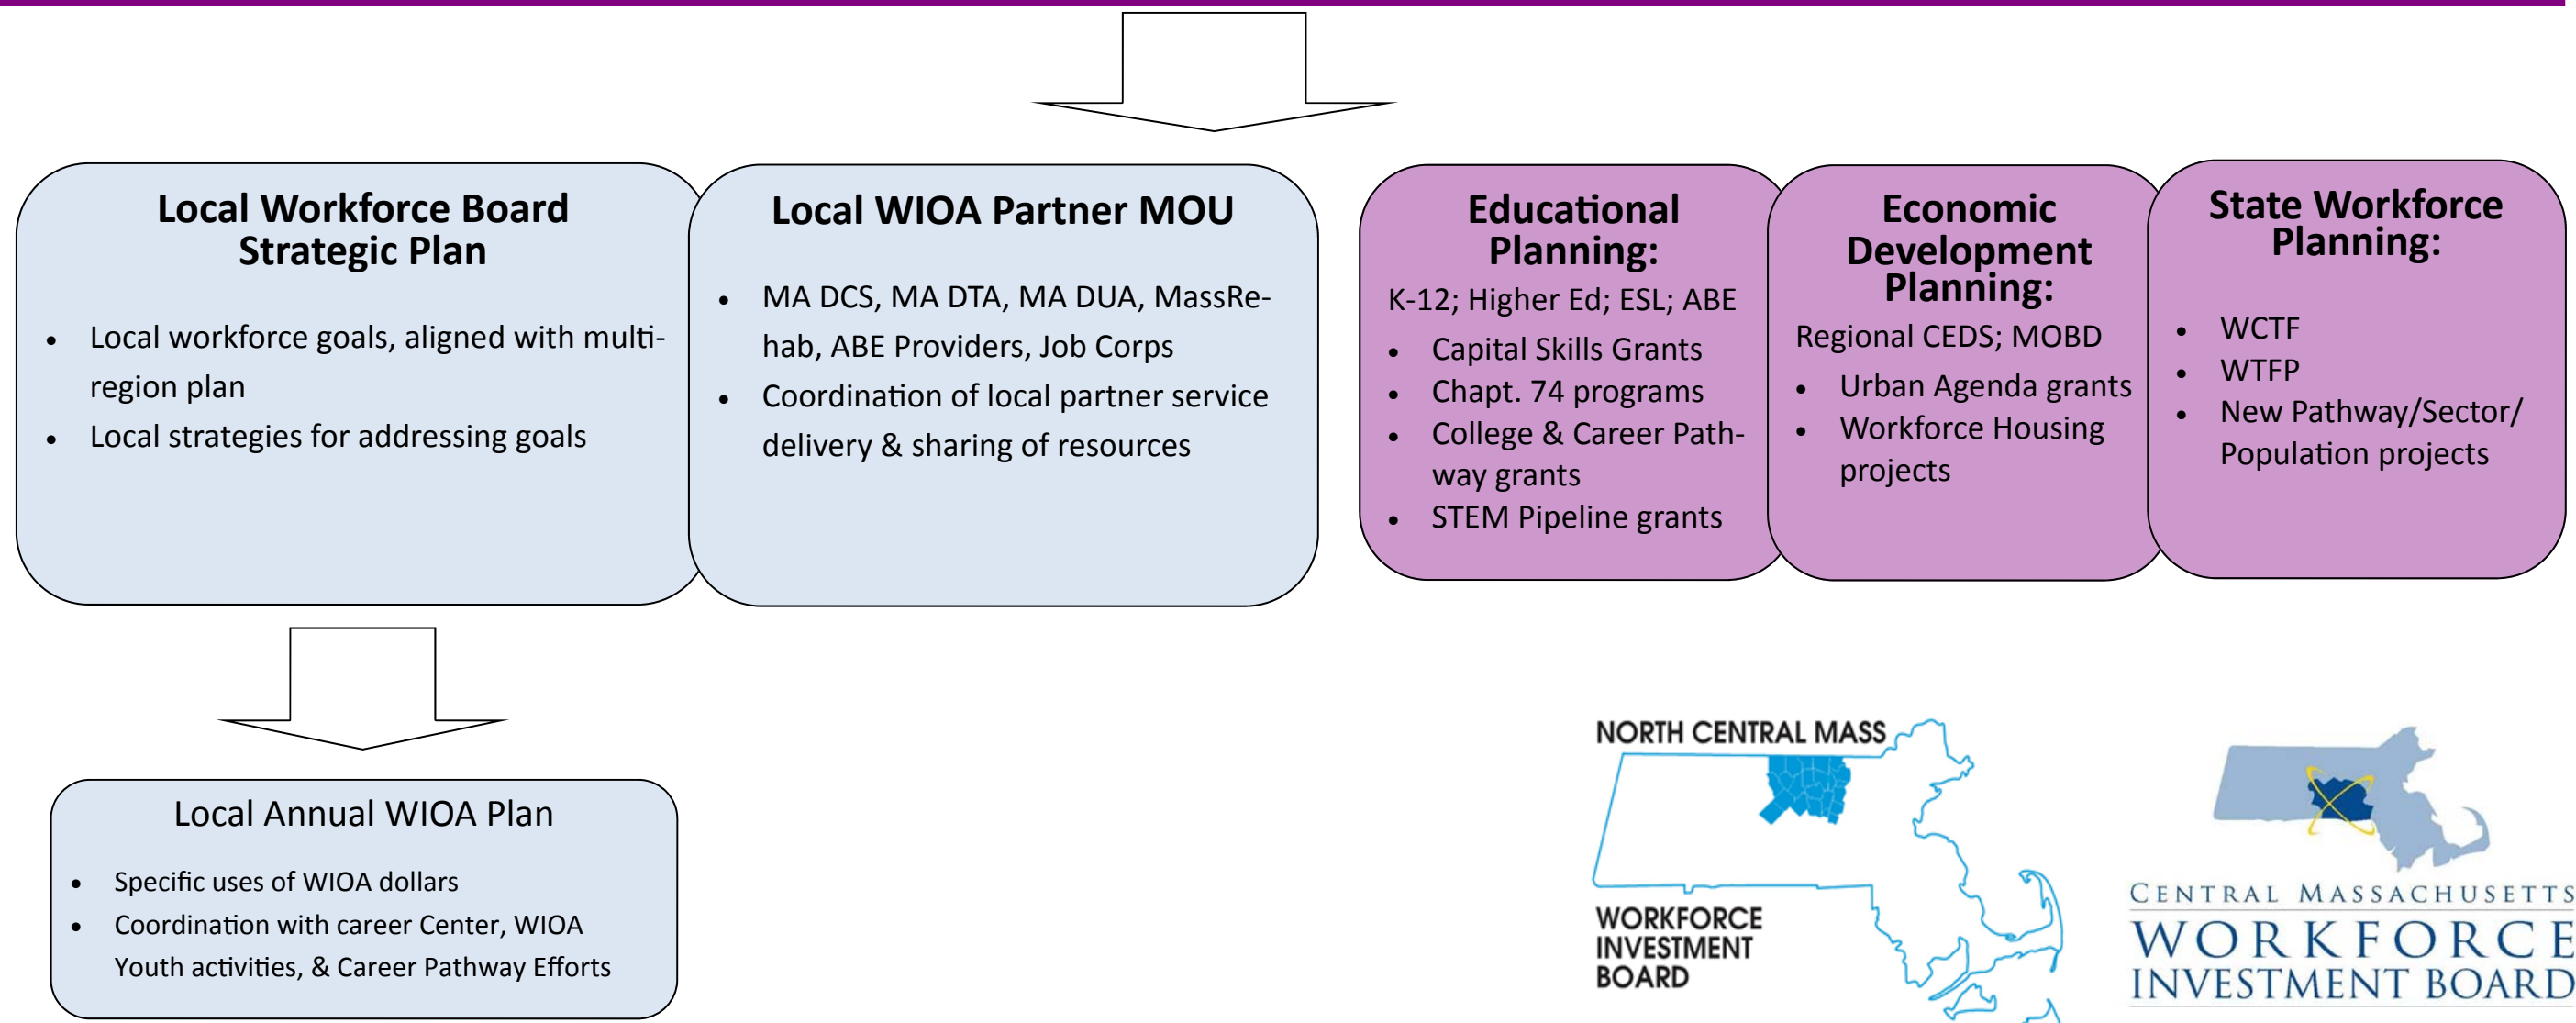 Local Workforce Board
Strategic Plan
• Local workforce goals, aligned with multi-
region plan
• Local strategies for addressing goals
Local WIOA Partner MOU
• MA DCS, MA DTA, MA DUA, MassRe-
hab, ABE Providers, Job Corps
• Coordination of local partner service
delivery & sharing of resources
Educational
Planning:
K-12; Higher Ed; ESL; ABE
• Capital Skills Grants
• Chapt. 74 programs
• College & Career Path-
way grants
• STEM Pipeline grants
Economic
Development
Planning:
Regional CEDS; MOBD
• Urban Agenda grants
• Workforce Housing
projects
State Workforce
Planning:
• WCTF
• WTFP
• New Pathway/Sector/
Population projects
Local Annual WIOA Plan
• Specific uses of WIOA dollars
• Coordination with career Center, WIOA
Youth activities, & Career Pathway Efforts
NORTH CENTRAL MASS
WORKFORCE
INVESTMENT
BOARD
CENTRAL MASSACHUSETTS
WORKFORCE
INVESTMENT BOARD